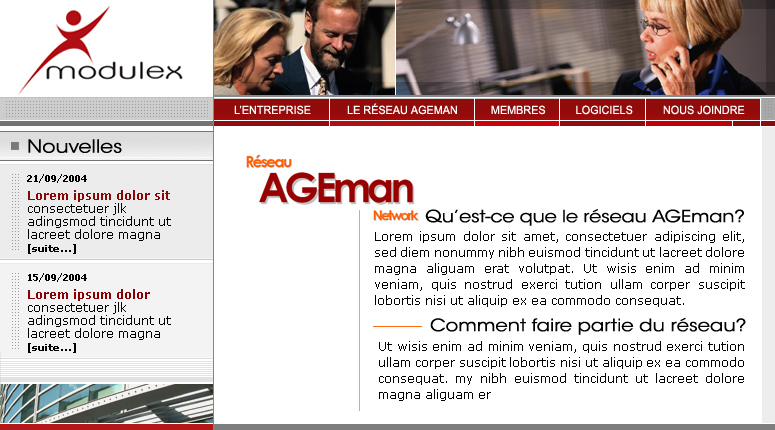 modulex
L'ENTREPRISE LE RÉSEAU AGEMAN MEMBRES LOGICIELS NOUS JOINDRE
Nouvelles
21/09/2004
Lorem ipsum dolor sit
consectetuer jlk
adingsmod tincidunt ut
lacreet dolore magna
[suite...]
15/09/2004
Lorem ipsum dolor
consectetuer jlk
adingsmod tincidunt ut
lacreet dolore magna
[suite...]
Réseau
AGEman
Network
Qu'est-ce que le réseau AGEman?
Lorem ipsum dolor sit amet, consectetuer adipiscing elit,
sed diem nonummy nibh euismod tincidunt ut lacreet dolore
magna aliguam erat volutpat. Ut wisis enim ad minim
veniam, quis nostrud exerci tution ullam corper suscipit
lobortis nisi ut aliquip ex ea commodo consequat.
Comment faire partie du réseau?
Ut wisis enim ad minim veniam, quis nostrud exerci tution
ullam corper suscipit lobortis nisi ut aliquip ex ea commodo
consequat. my nibh euismod tincidunt ut lacreet dolore
magna aliguam er